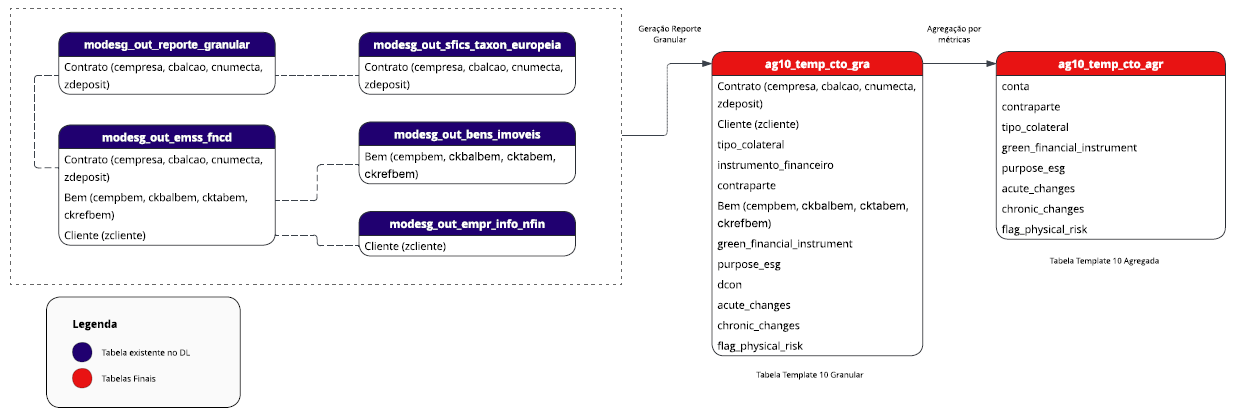 modesg_out_reporte_granular
Contrato (cempresa, cbalcao, cnumecta,
zdeposit)
modesg_out_sfics_taxon_europeia
Contrato (cempresa, cbalcao, cnumecta,
zdeposit)
modesg_out_emss_fncd
Contrato (cempresa, cbalcao, cnumecta,
zdeposit)
Bem (cempbem, ckbalbem, cktabem,
ckrefbem)
Cliente (zcliente)
modesg_out_bens_imoveis
Bem (cempbem, ckbalbem, cktabem,
ckrefbem)
modesg_out_empr_info_nfin
Cliente (zcliente)
Geração Reporte
Granular
ag10_temp_cto_gra
Contrato (cempresa, cbalcao, cnumecta,
zdeposit)
Cliente (zcliente)
tipo_colateral
instrumento_financeiro
contraparte
Bem (cempbem, ckbalbem, cktabem,
ckrefbem)
green_financial_instrument
purpose_esg
dcon
acute_changes
chronic_changes
flag_physical_risk
Tabela Template 10 Granular
Agregação por
métricas
ag10_temp_cto_agr
conta
contraparte
tipo_colateral
green_financial_instrument
purpose_esg
acute_changes
chronic_changes
flag_physical_risk
Tabela Template 10 Agregada
Legenda
Tabela existente no DL
Tabelas Finais